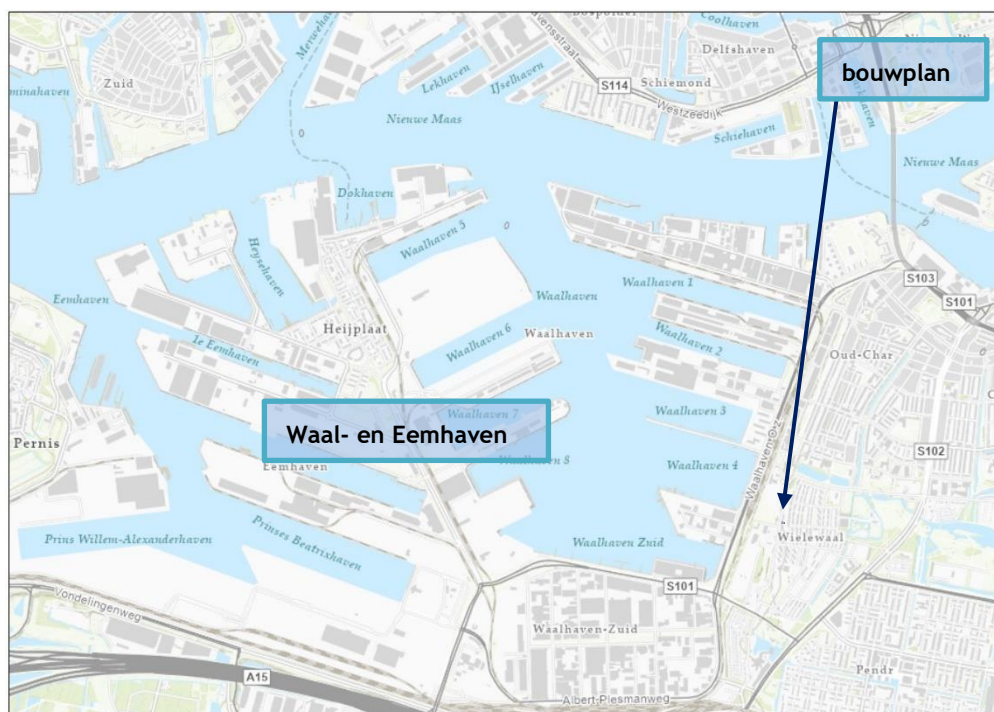 bouwplan
Waal- en Eemhaven
Zuid
Merweh
Lekhaven
IJselhaven
Coolhaven
Delfshaven
Schiemond
S114
Westzeedijk
Schiehaven
Nieuwe Maas
Nieuwe Maas
Dokhaven
Heysehaven
Waalhaven 5
Waalhaven
Waalhaven 1
S103
S101
Eemhaven
1e Eemhaven
Heijplaat
Waalhaven 6
Waalhaven
Waalhaven 2
Oud-Char
Waalhaven 7
Waalhaven 3
Pernis
Waalhaven 8
Waalhaven 4
S102
Eemhaven
Waalhaven O.z.
Prins Willem-Alexanderhaven
Prinses Beatrixhaven
Waalhaven Zuid
Wielewaal
S101
Vondelingenweg
Waalhaven-Zuid
Pendr
A15
Albert Plesmanweg